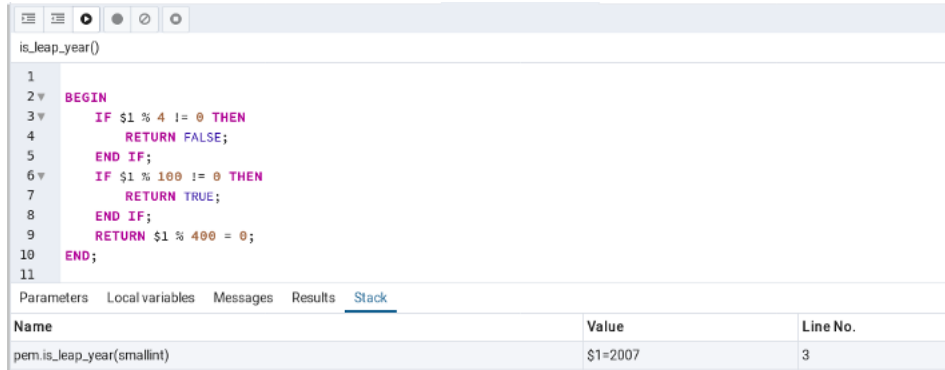 is_leap_year()
1
2 BEGIN
3 IF $1 % 4 != 0 THEN
4 RETURN FALSE;
5 END IF;
6 IF $1 % 100 != 0 THEN
7 RETURN TRUE;
8 END IF;
9 RETURN $1 % 400 = 0;
10 END;
11
Parameters Local variables Messages Results Stack
Name Value Line No.
pem.is_leap_year(smallint) $1=2007 3